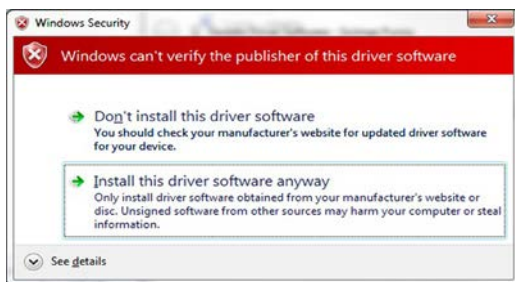 Windows Security
Windows can't verify the publisher of this driver software
Don't install this driver software
You should check your manufacturer's website for updated driver software
for your device.
Install this driver software anyway
Only install driver software obtained from your manufacturer's website or
disc. Unsigned software from other sources may harm your computer or steal
information.
See details